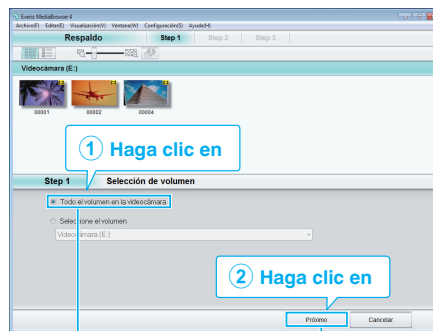 Everio MediaBrowser 4
Archivo(F) Editar(E) Visualización(V) Ventana(W) Configuración(S) Ayuda(H)
Respaldo Step 1 Step 2 Step 3
Videocámara (E:)
00001 00002 00004
1 Haga clic en
Step 1 Selección de volumen
Todo el volumen en la videocámara
Seleccione el volumen
Videocámara (E:)
2 Haga clic en
Próximo Cancelar